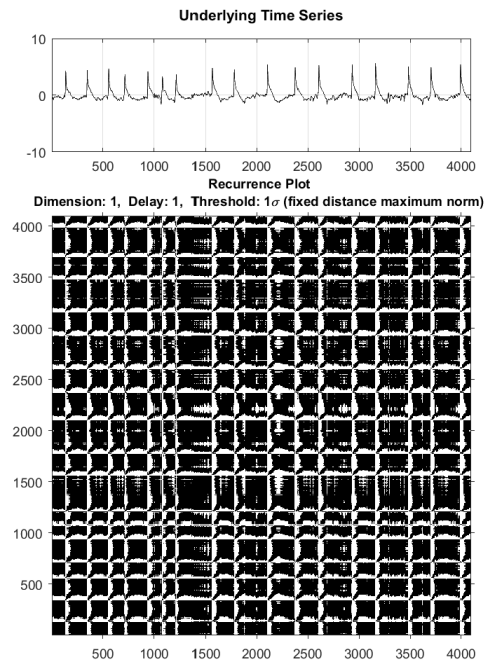 Underlying Time Series
10
0
-10
500 1000 1500 2000 2500 3000 3500 4000
Recurrence Plot
Dimension: 1, Delay: 1, Threshold: 1σ (fixed distance maximum norm)
4000
3500
3000
2500
2000
1500
1000
500
500 1000 1500 2000 2500 3000 3500 4000